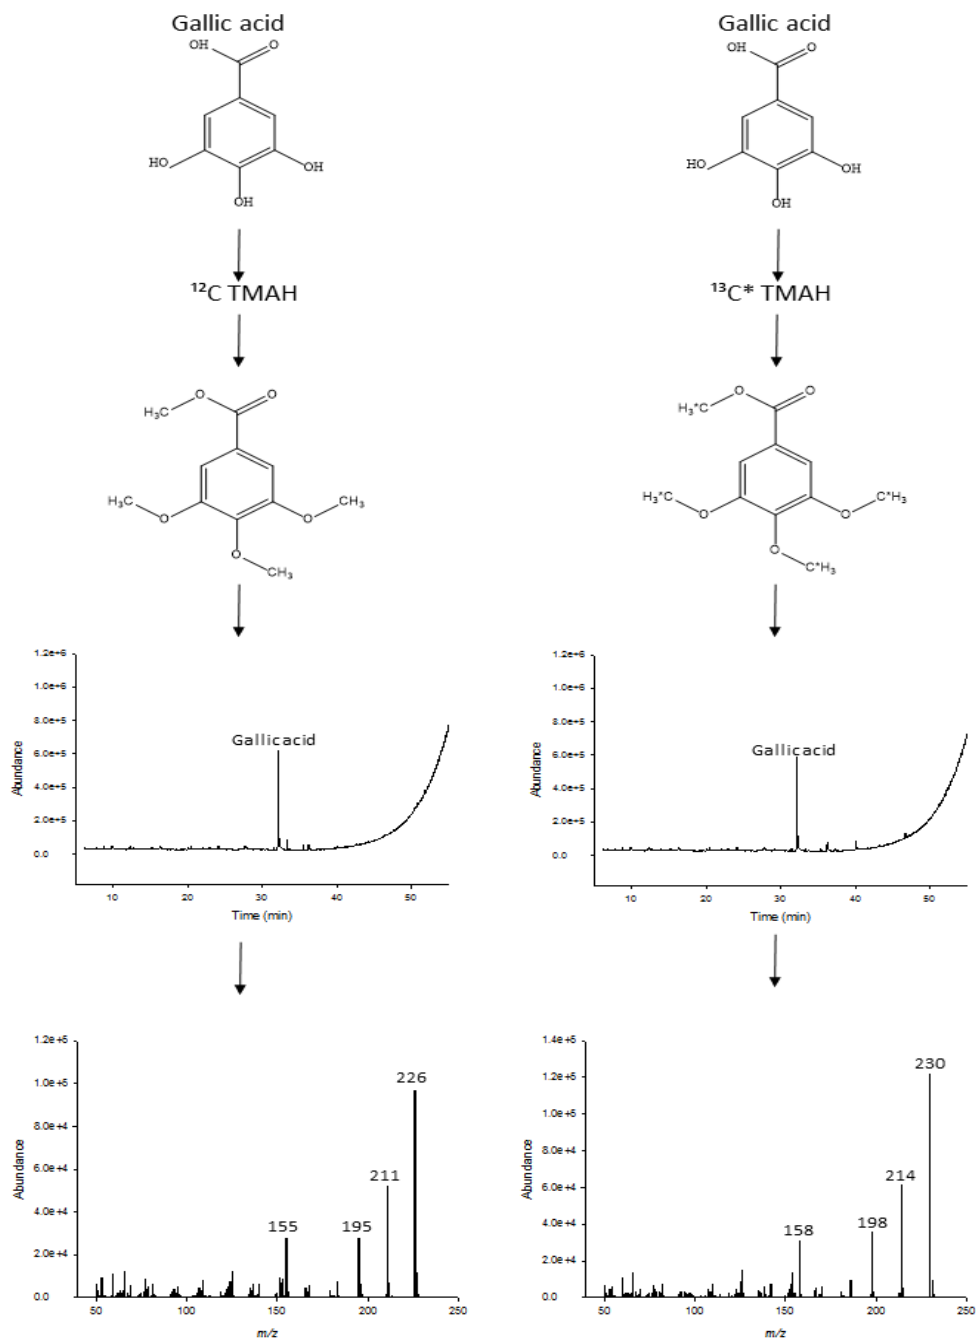 Gallic acid
Gallic acid
OH
O
HO
OH
OH
OH
O
HO
OH
OH
¹²C TMAH
¹³C* TMAH
O
O
H₃C
H₃C
CH₃
O
O
O
CH₃
O
O
H₃*C
H₃*C
C*H₃
O
O
O
C*H₃
1.2e+6
1.0e+6
8.0e+5
6.0e+5
4.0e+5
2.0e+5
0.0
Abundance
Gallic acid
10 20 30 40 50
Time (min)
1.2e+6
1.0e+6
8.0e+5
6.0e+5
4.0e+5
2.0e+5
0.0
Abundance
Gallic acid
10 20 30 40 50
Time (min)
1.2e+5
1.0e+5
8.0e+4
6.0e+4
4.0e+4
2.0e+4
0.0
Abundance
226
211
195
155
50 100 150 200 250
m/z
1.4e+5
1.2e+5
1.0e+5
8.0e+4
6.0e+4
4.0e+4
2.0e+4
0.0
Abundance
230
214
198
158
50 100 150 200 250
m/z